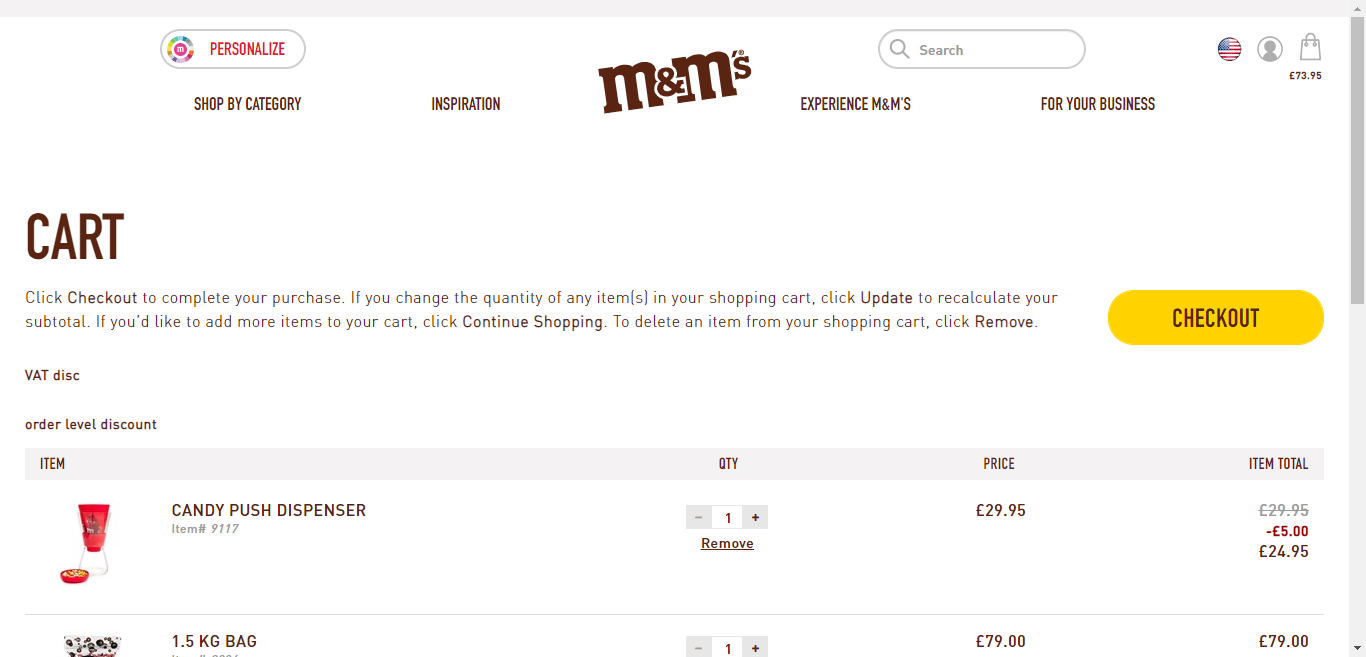 PERSONALIZE
Search
£73.95
SHOP BY CATEGORY
INSPIRATION
m&m's®
EXPERIENCE M&M'S
FOR YOUR BUSINESS
CART
Click Checkout to complete your purchase. If you change the quantity of any item(s) in your shopping cart, click Update to recalculate your
subtotal. If you’d like to add more items to your cart, click Continue Shopping. To delete an item from your shopping cart, click Remove.
CHECKOUT
VAT disc
order level discount
ITEM QTY PRICE ITEM TOTAL
CANDY PUSH DISPENSER
Item# 9117
- 1 +
Remove
£29.95
£29.95
-£5.00
£24.95
1.5 KG BAG
- 1 +
£79.00
£79.00